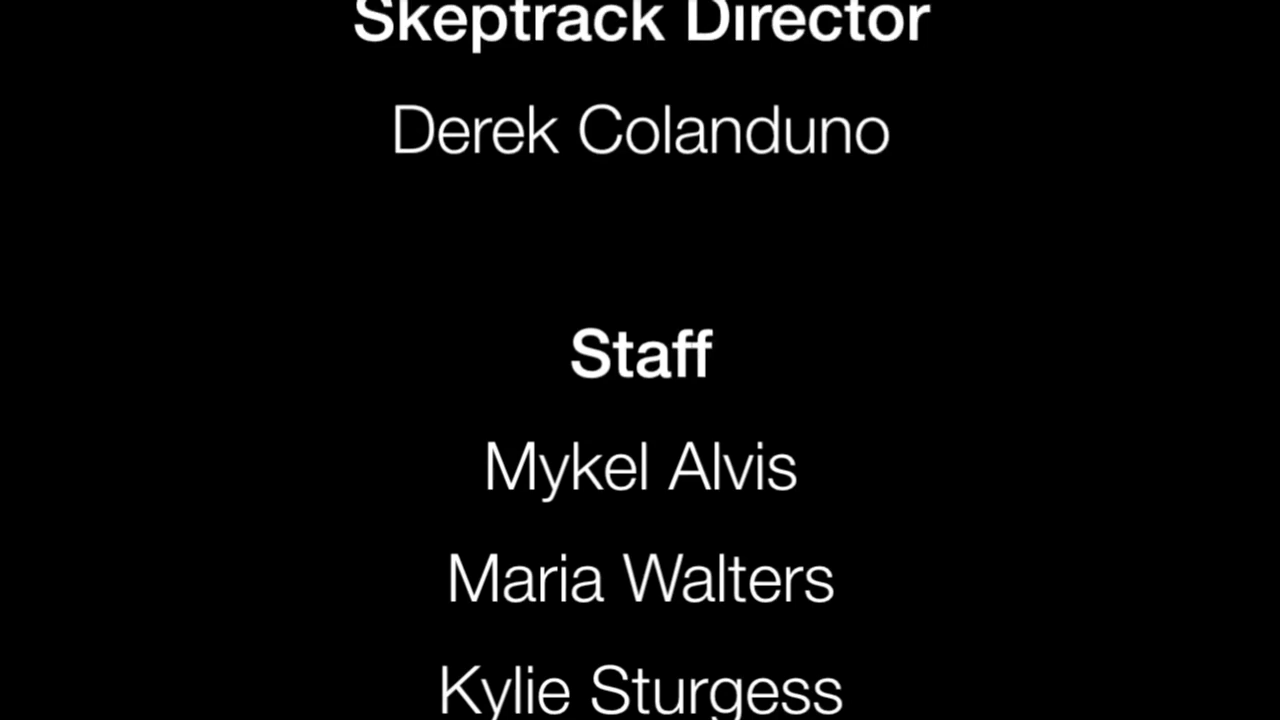 Skeptrack Director
Derek Colanduno
Staff
Mykel Alvis
Maria Walters
Kylie Sturgess